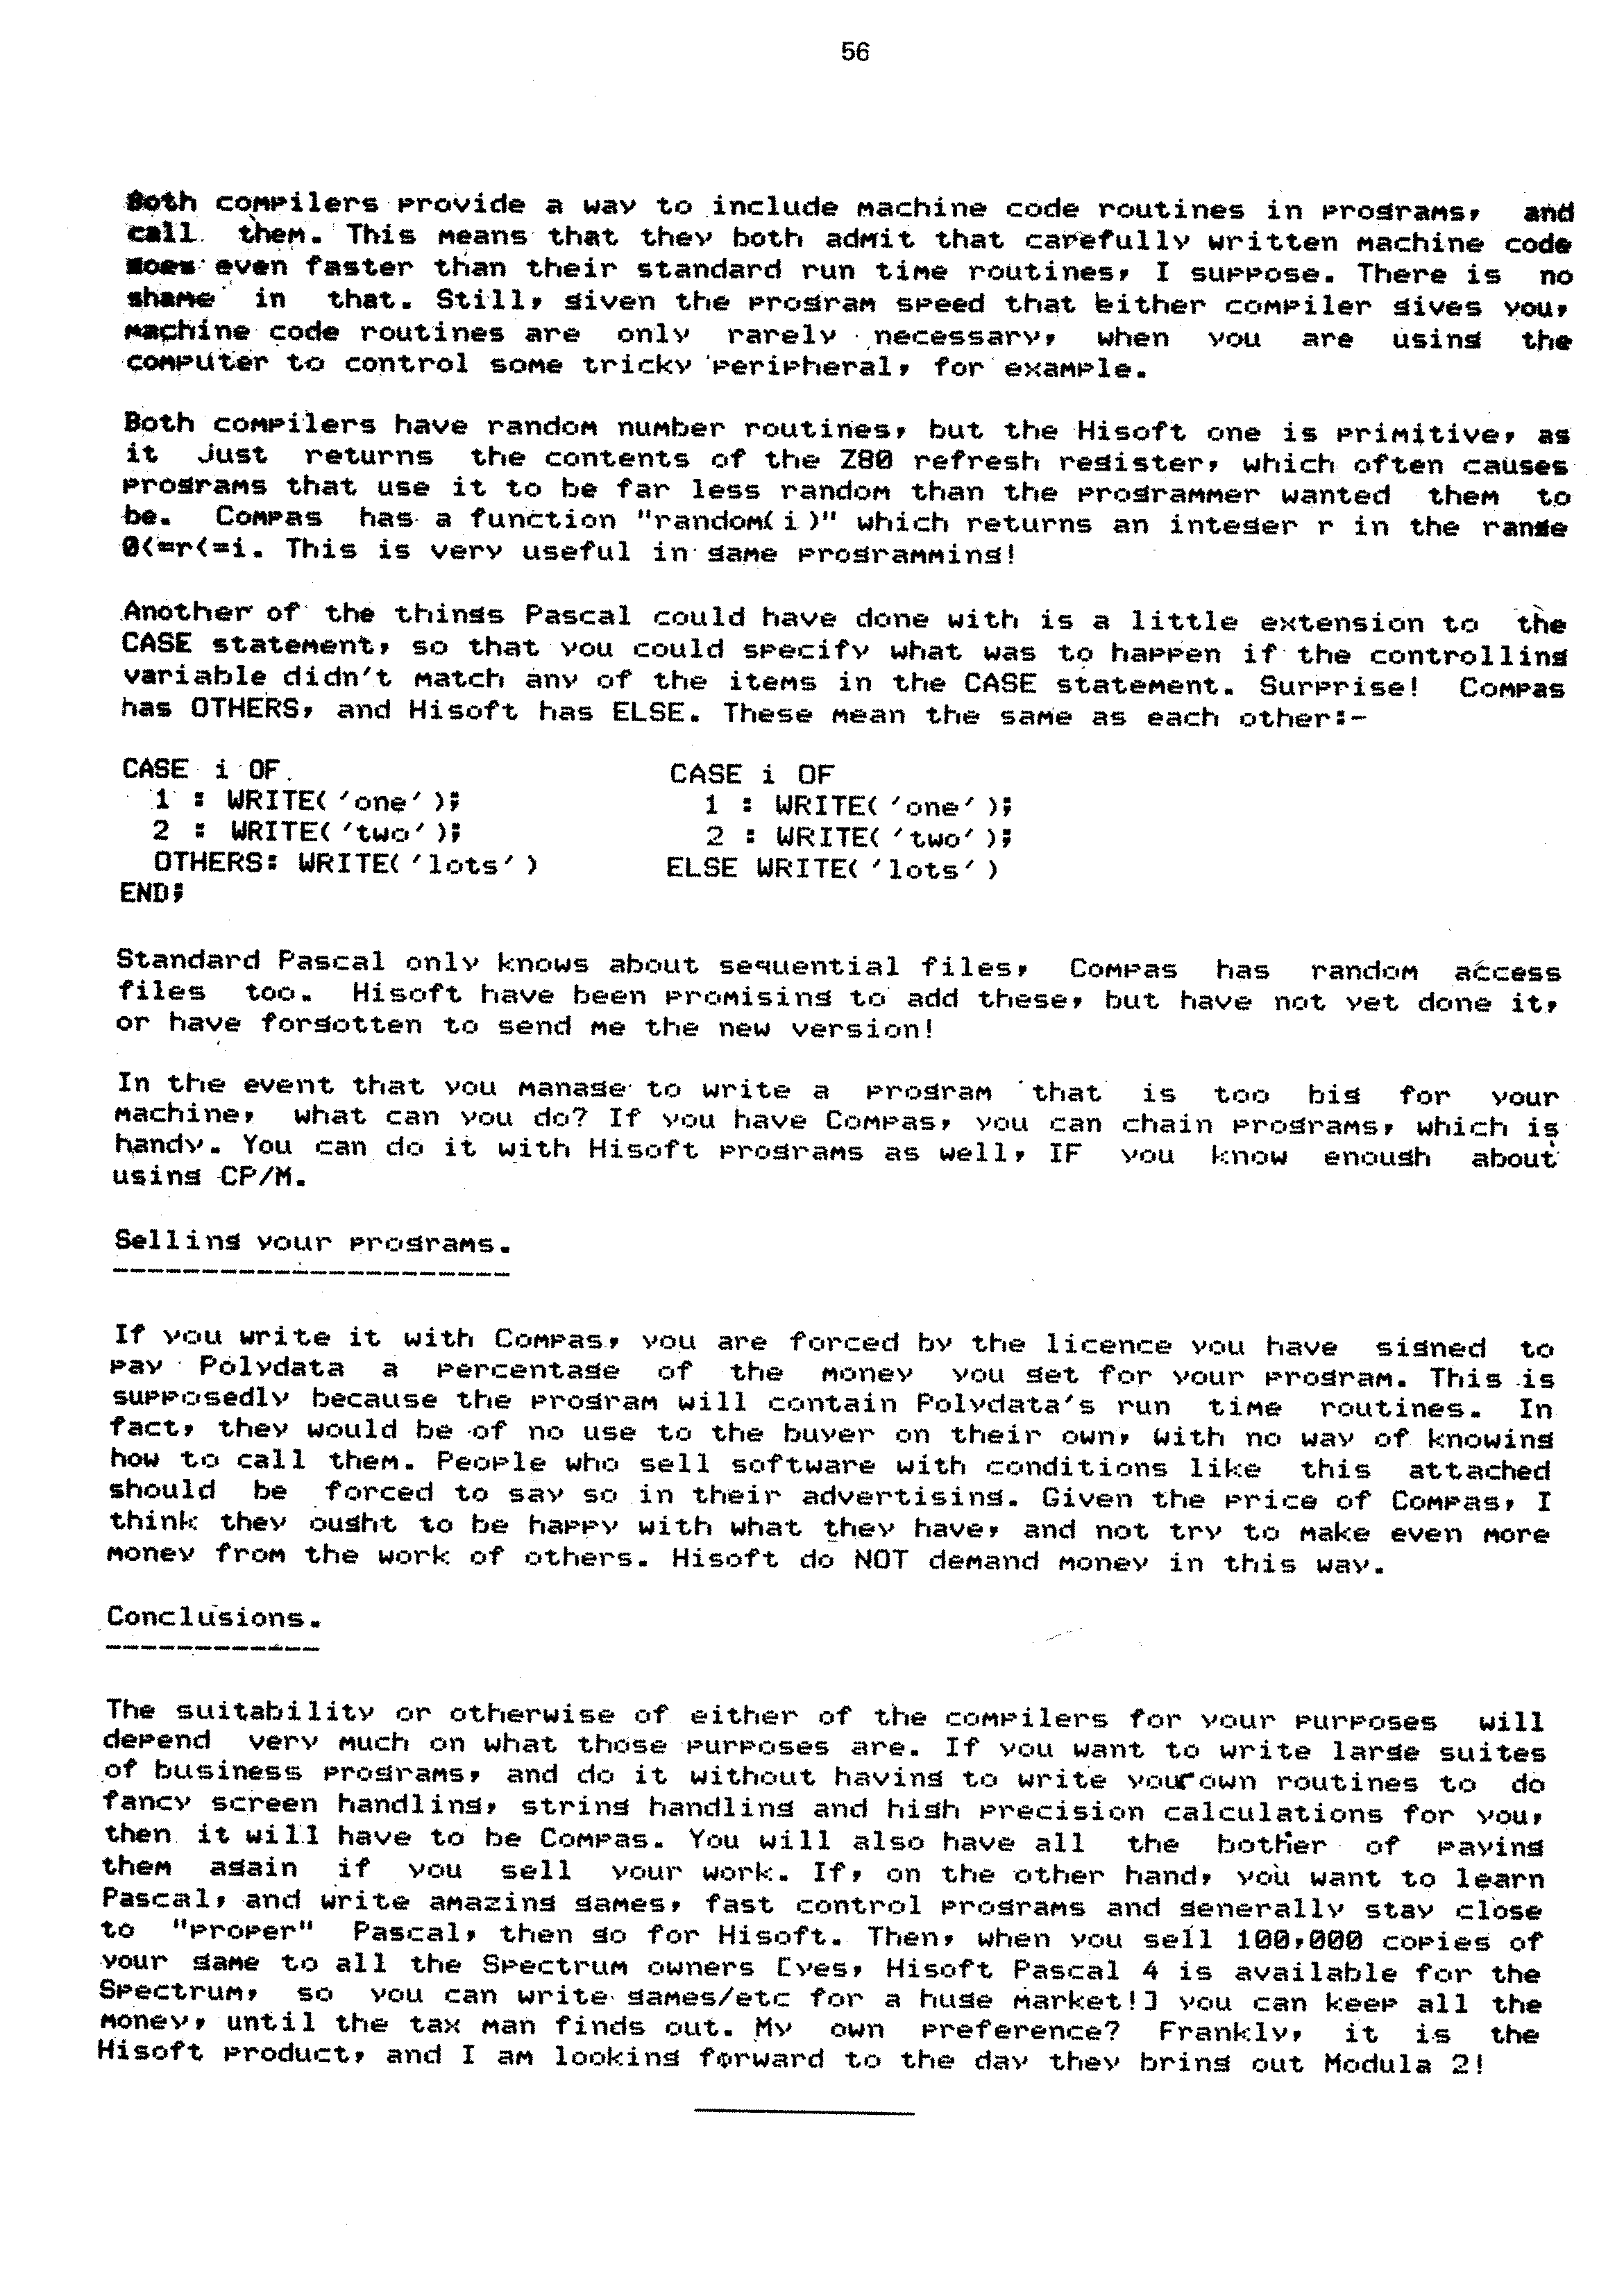 56
Both compilers provide a way to include machine code routines in programs, and
call them. This means that they both admit that carefully written machine code
goes even faster than their standard run time routines, I suppose. There is no
shame in that. Still, given the program speed that either compiler gives you,
machine code routines are only rarely necessary, when you are using the
computer to control some tricky peripheral, for example.
Both compilers have random number routines, but the Hisoft one is primitive, as
it just returns the contents of the Z80 refresh register, which often causes
programs that use it to be far less random than the programmer wanted them to
be. Compas has a function "random(i)" which returns an integer r in the range
0<=r<=i. This is very useful in game programming!
Another of the things Pascal could have done with is a little extension to the
CASE statement, so that you could specify what was to happen if the controlling
variable didn't match any of the items in the CASE statement. Surprise! Compas
has OTHERS, and Hisoft has ELSE. These mean the same as each other:-
CASE i OF CASE i OF
1 : WRITE('one'); 1 : WRITE('one');
2 : WRITE('two'); 2 : WRITE('two');
OTHERS: WRITE('lots') ELSE WRITE('lots')
END;
Standard Pascal only knows about sequential files, Compas has random access
files too. Hisoft have been promising to add these, but have not yet done it,
or have forgotten to send me the new version!
In the event that you manage to write a program that is too big for your
machine, what can you do? If you have Compas, you can chain programs, which is
handy. You can do it with Hisoft programs as well, IF you know enough about
using CP/M.
Selling your programs.
----------------------
If you write it with Compas, you are forced by the licence you have signed to
pay Polydata a percentage of the money you get for your program. This is
supposedly because the program will contain Polydata's run time routines. In
fact, they would be of no use to the buyer on their own, with no way of knowing
how to call them. People who sell software with conditions like this attached
should be forced to say so in their advertising. Given the price of Compas, I
think they ought to be happy with what they have, and not try to make even more
money from the work of others. Hisoft do NOT demand money in this way.
Conclusions.
------------
The suitability or otherwise of either of the compilers for your purposes will
depend very much on what those purposes are. If you want to write large suites
of business programs, and do it without having to write your own routines to do
fancy screen handling, string handling and high precision calculations for you,
then it will have to be Compas. You will also have all the bother of paying
them again if you sell your work. If, on the other hand, you want to learn
Pascal, and write amazing games, fast control programs and generally stay close
to "proper" Pascal, then go for Hisoft. Then, when you sell 100,000 copies of
your game to all the Spectrum owners [yes, Hisoft Pascal 4 is available for the
Spectrum, so you can write games/etc for a huge market!] you can keep all the
money, until the tax man finds out. My own preference? Frankly, it is the
Hisoft product, and I am looking forward to the day they bring out Modula 2!